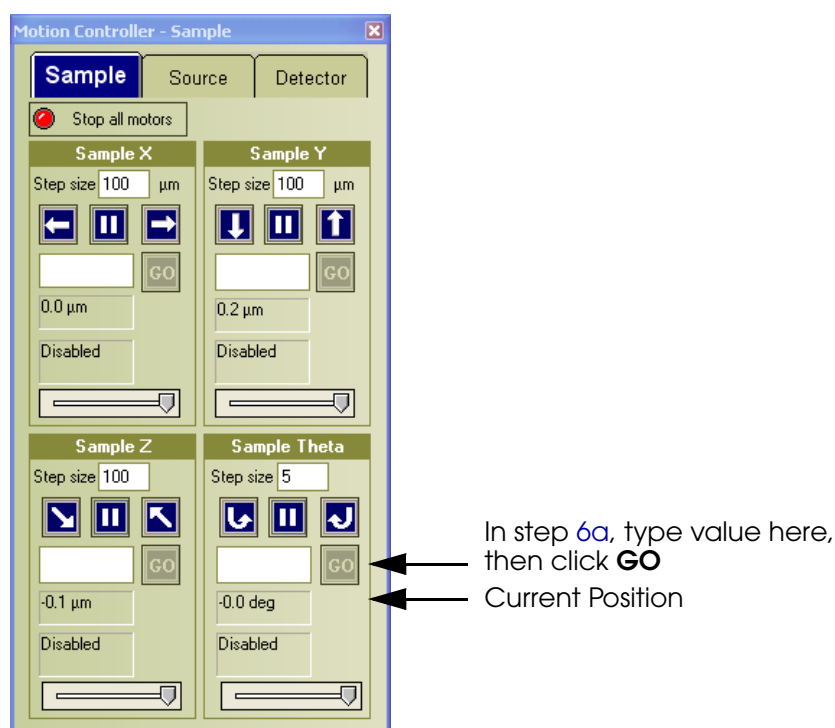 Motion Controller - Sample
Sample Source Detector
Stop all motors
Sample X
Step size 100 µm
GO
0.0 µm
Disabled
Sample Y
Step size 100 µm
GO
0.2 µm
Disabled
Sample Z
Step size 100
GO
-0.1 µm
Disabled
Sample Theta
Step size 5
GO
-0.0 deg
Disabled
In step 6a, type value here,
then click GO
Current Position